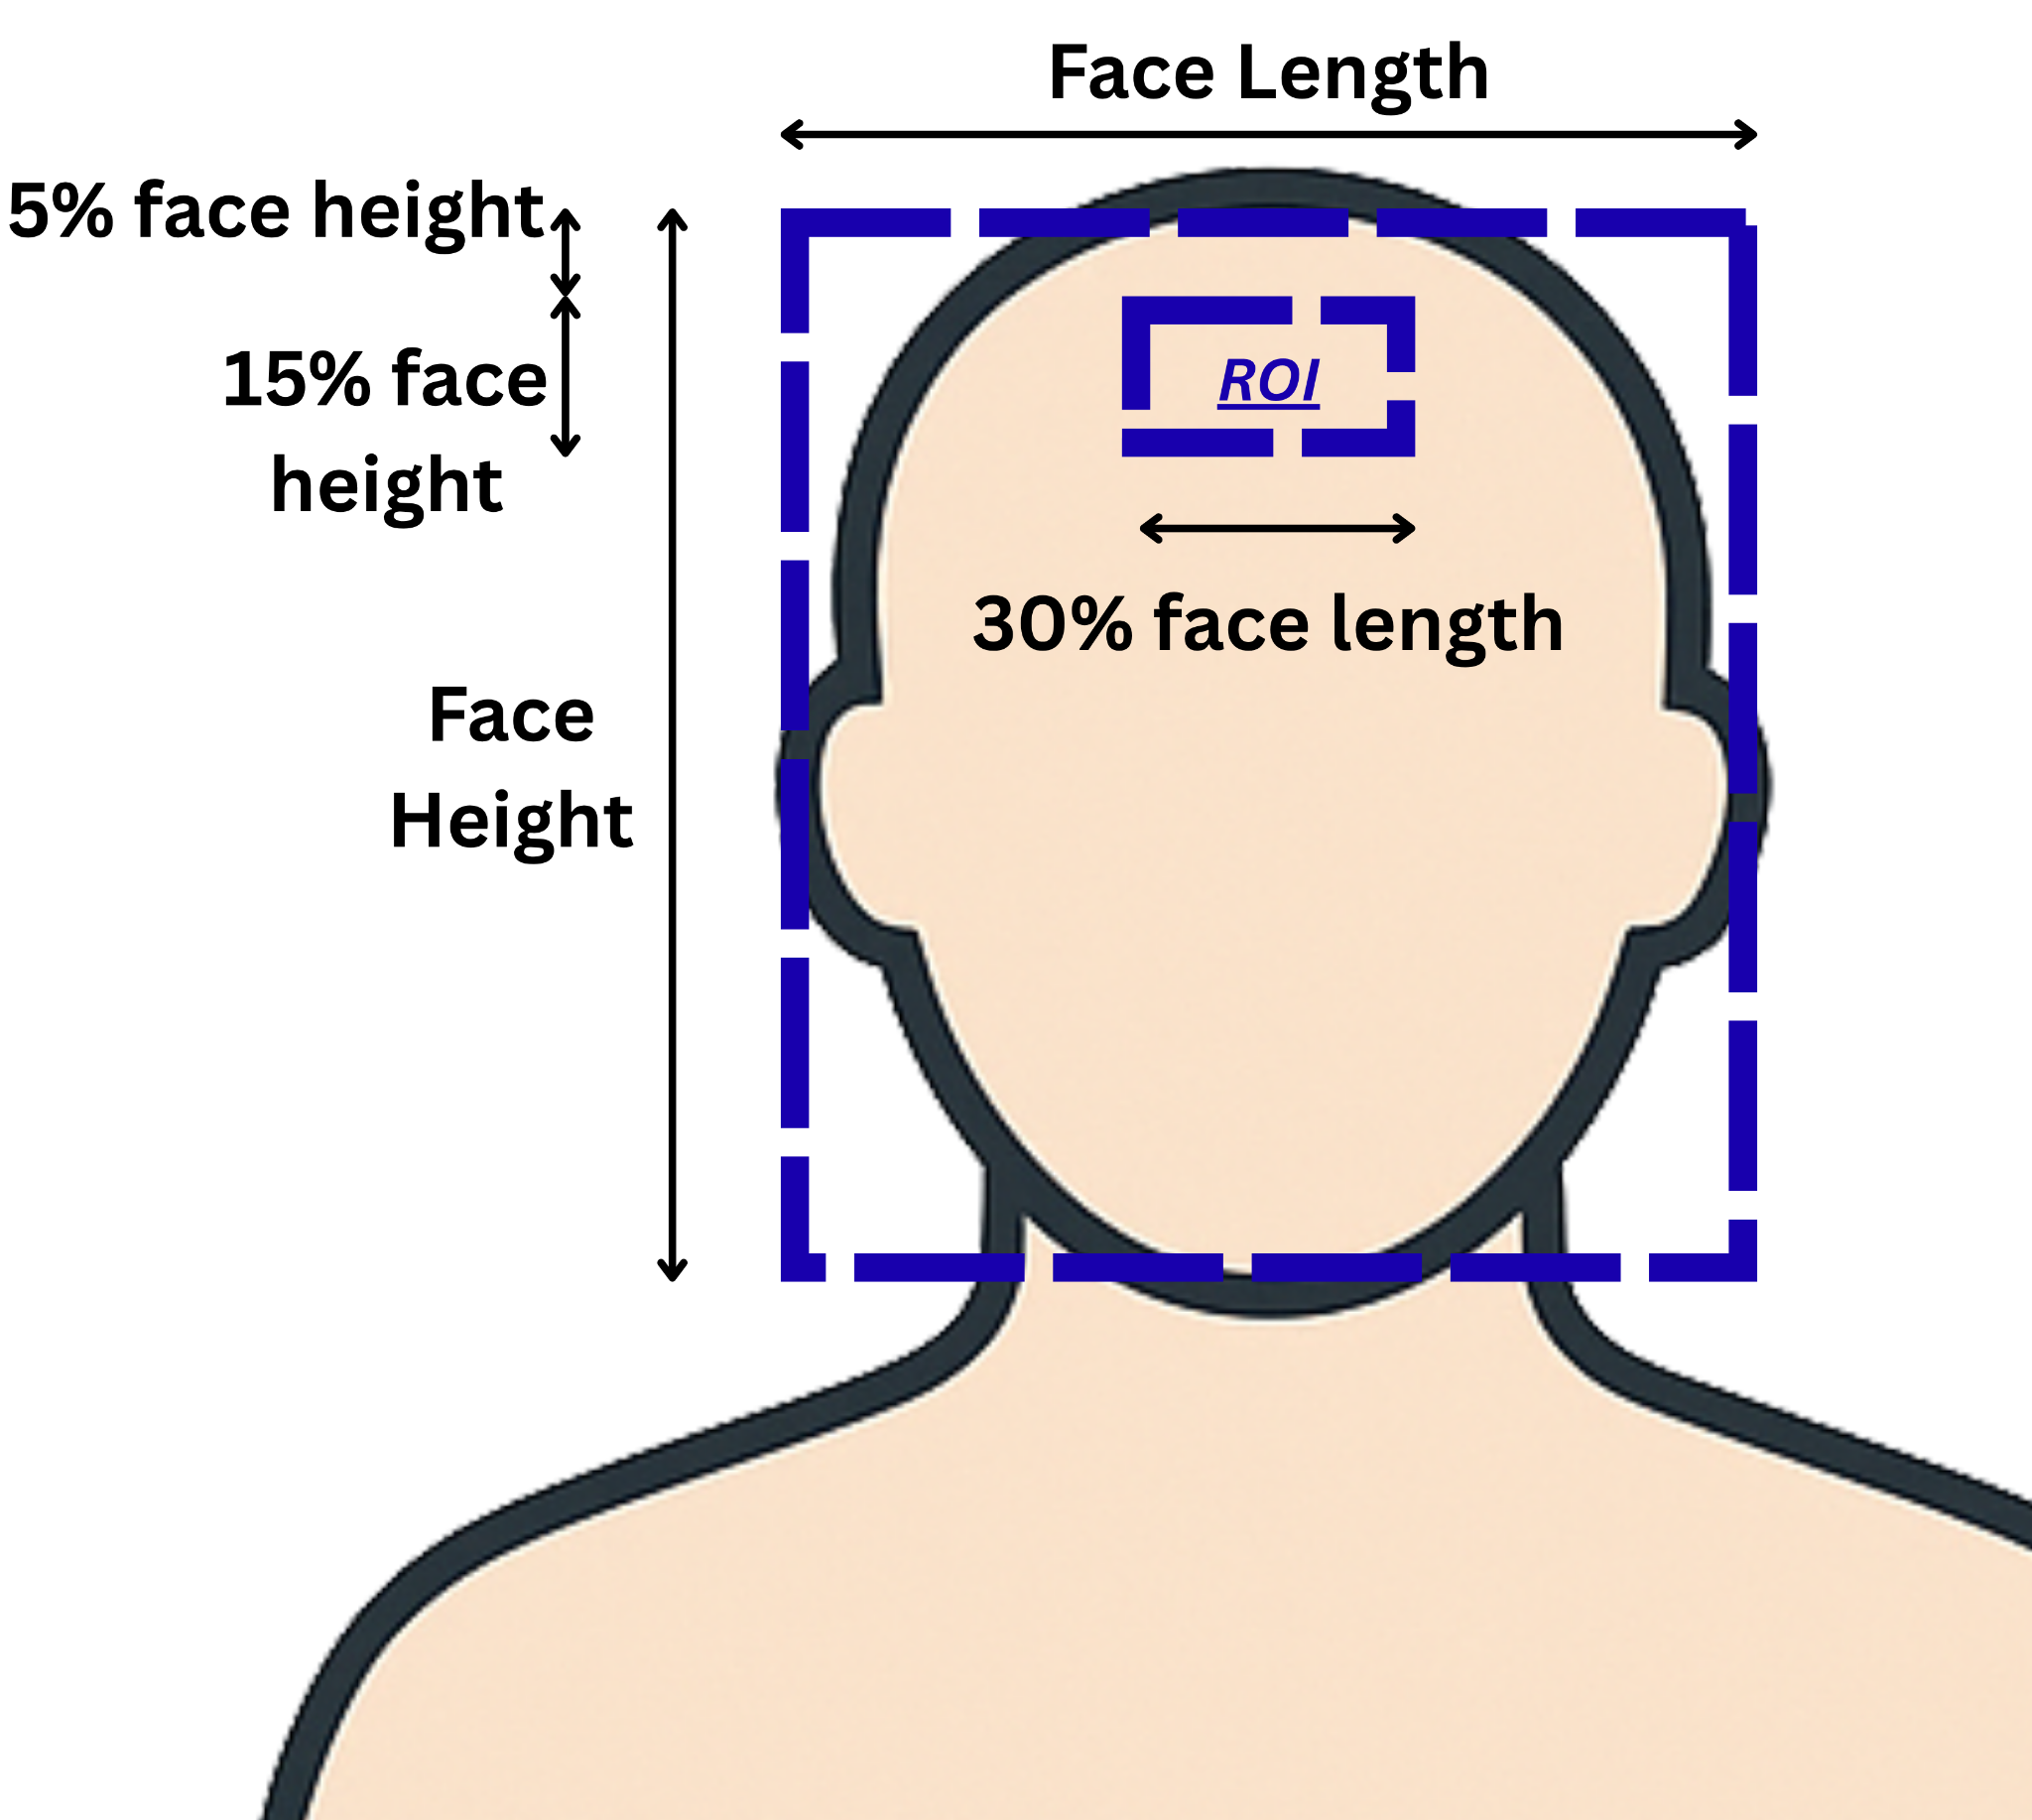 Face Length
5% face height
15% face
height
ROI
30% face length
Face
Height